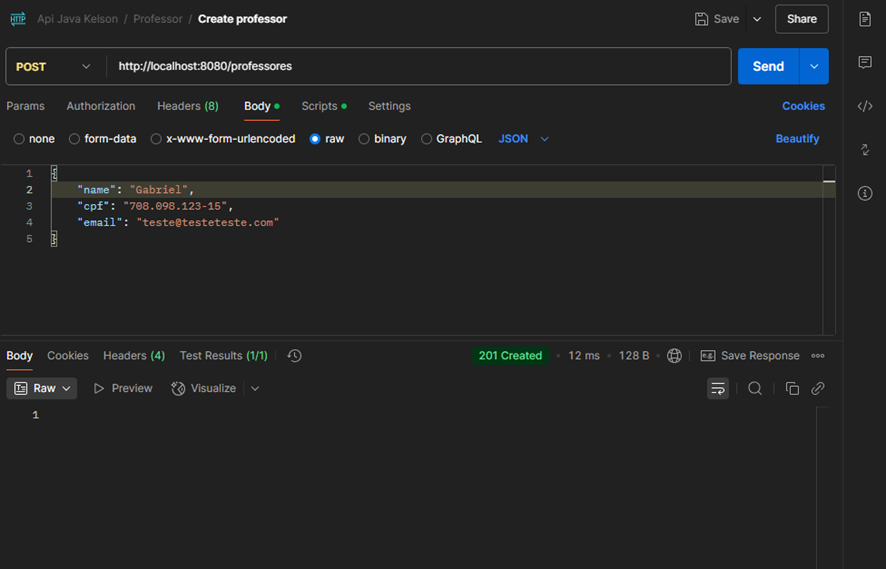 HTTP Api Java Kelson / Professor / Create professor Save Share
POST http://localhost:8080/professores Send
Params Authorization Headers (8) Body Scripts Settings Cookies
none form-data x-www-form-urlencoded raw binary GraphQL JSON Beautify
1 {
2 "name": "Gabriel",
3 "cpf": "708.098.123-15",
4 "email": "teste@testeteste.com"
5 }
Body Cookies Headers (4) Test Results (1/1) 201 Created • 12 ms • 128 B • e.g. Save Response
Raw Preview Visualize
1